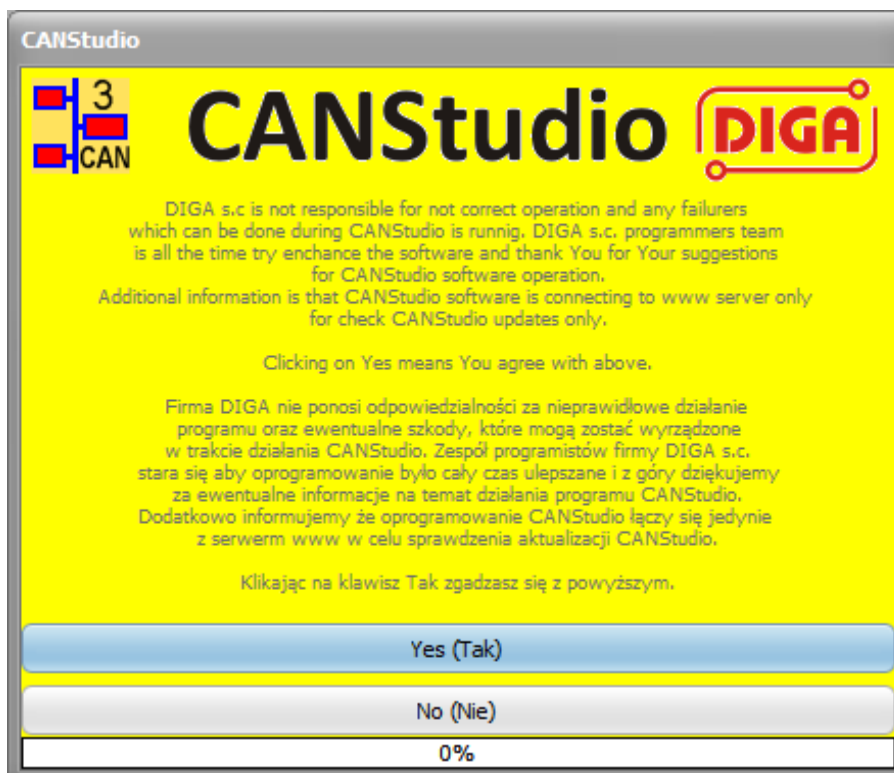 CANStudio
3
CAN
CANStudio
DIGA
DIGA s.c is not responsible for not correct operation and any failurers
which can be done during CANStudio is runnig. DIGA s.c. programmers team
is all the time try enchance the software and thank You for Your suggestions
for CANStudio software operation.
Additional information is that CANStudio software is connecting to www server only
for check CANStudio updates only.
Clicking on Yes means You agree with above.
Firma DIGA nie ponosi odpowiedzialności za nieprawidłowe działanie
programu oraz ewentualne szkody, które mogą zostać wyrządzone
w trakcie działania CANStudio. Zespół programistów firmy DIGA s.c.
stara się aby oprogramowanie było cały czas ulepszane i z góry dziękujemy
za ewentualne informacje na temat działania programu CANStudio.
Dodatkowo informujemy że oprogramowanie CANStudio łączy się jedynie
z serwerm www w celu sprawdzenia aktualizacji CANStudio.
Klikając na klawisz Tak zgadzasz się z powyższym.
Yes (Tak)
No (Nie)
0%